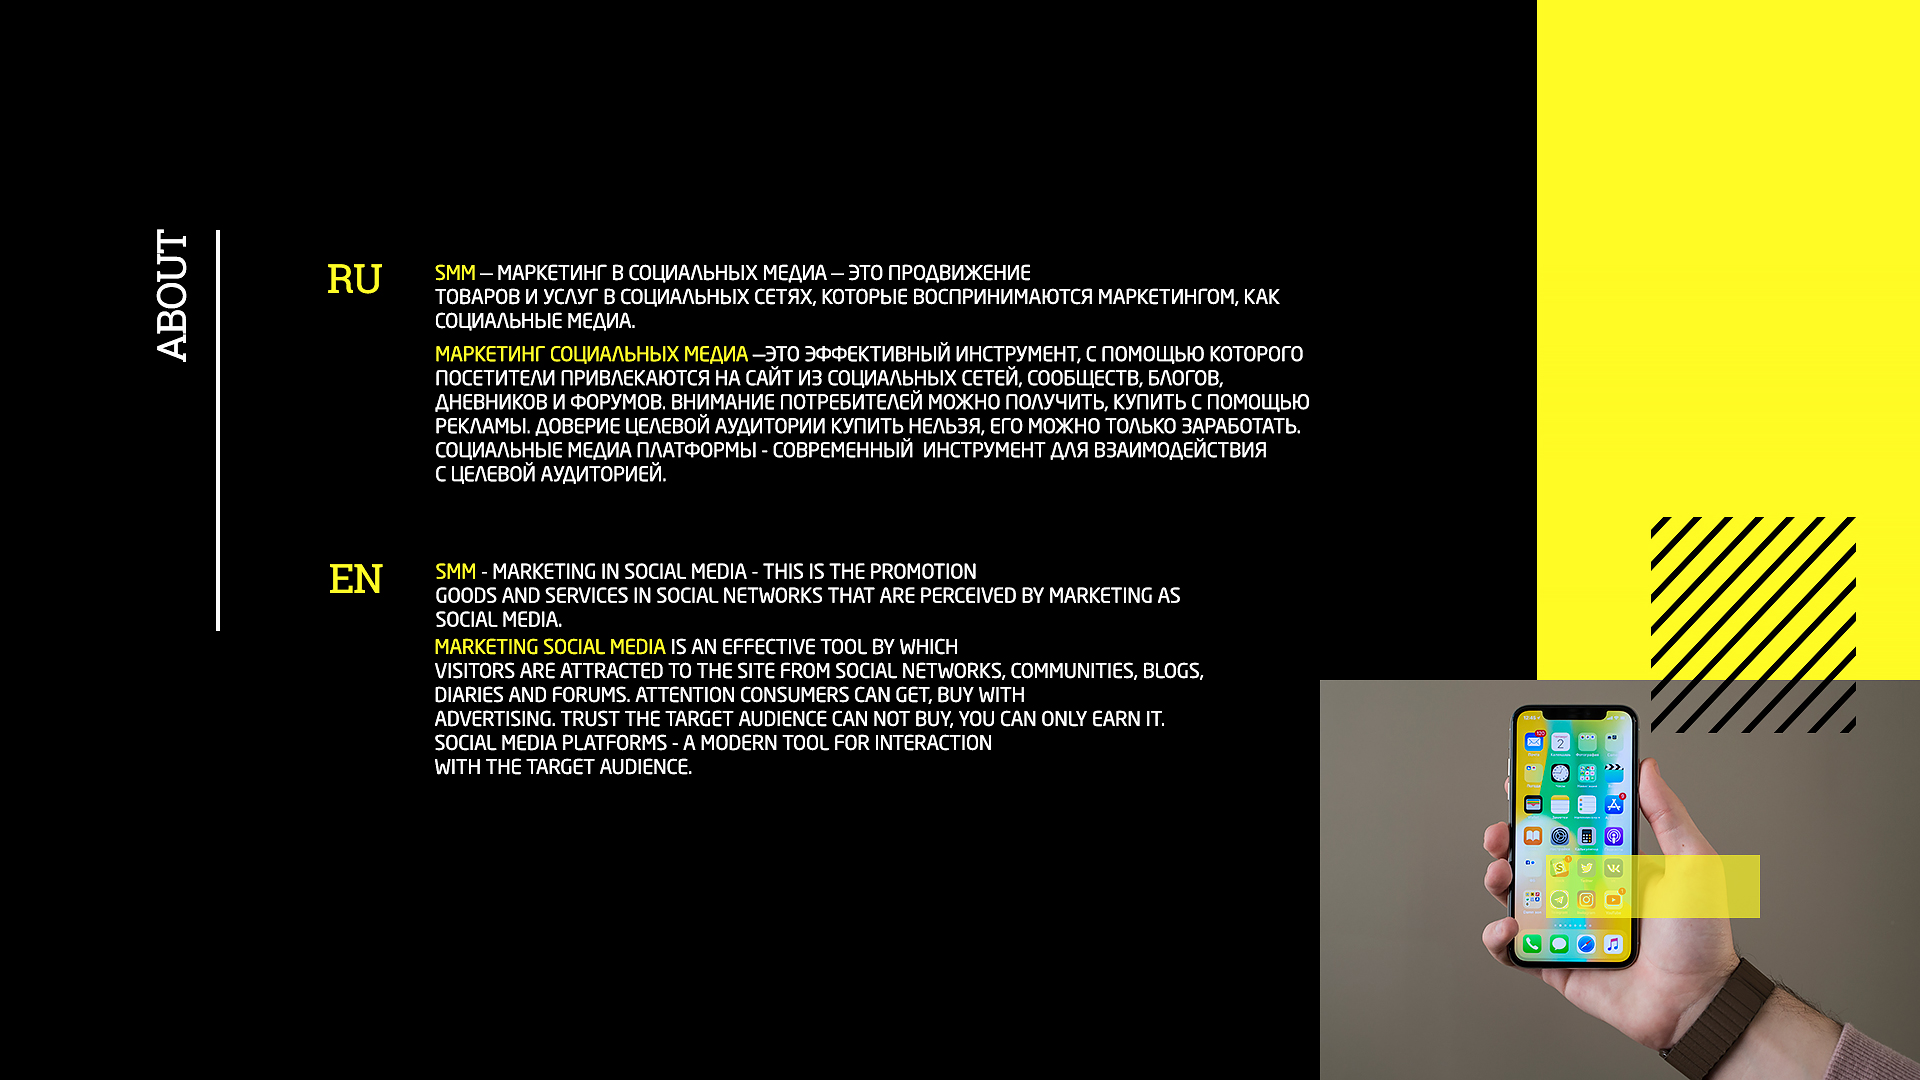 ABOUT
RU
SMM — МАРКЕТИНГ В СОЦИАЛЬНЫХ МЕДИА — ЭТО ПРОДВИЖЕНИЕ
ТОВАРОВ И УСЛУГ В СОЦИАЛЬНЫХ СЕТЯХ, КОТОРЫЕ ВОСПРИНИМАЮТСЯ МАРКЕТИНГОМ, КАК
СОЦИАЛЬНЫЕ МЕДИА.
МАРКЕТИНГ СОЦИАЛЬНЫХ МЕДИА —ЭТО ЭФФЕКТИВНЫЙ ИНСТРУМЕНТ, С ПОМОЩЬЮ КОТОРОГО
ПОСЕТИТЕЛИ ПРИВЛЕКАЮТСЯ НА САЙТ ИЗ СОЦИАЛЬНЫХ СЕТЕЙ, СООБЩЕСТВ, БЛОГОВ,
ДНЕВНИКОВ И ФОРУМОВ. ВНИМАНИЕ ПОТРЕБИТЕЛЕЙ МОЖНО ПОЛУЧИТЬ, КУПИТЬ С ПОМОЩЬЮ
РЕКЛАМЫ. ДОВЕРИЕ ЦЕЛЕВОЙ АУДИТОРИИ КУПИТЬ НЕЛЬЗЯ, ЕГО МОЖНО ТОЛЬКО ЗАРАБОТАТЬ.
СОЦИАЛЬНЫЕ МЕДИА ПЛАТФОРМЫ - СОВРЕМЕННЫЙ ИНСТРУМЕНТ ДЛЯ ВЗАИМОДЕЙСТВИЯ
С ЦЕЛЕВОЙ АУДИТОРИЕЙ.
EN
SMM - MARKETING IN SOCIAL MEDIA - THIS IS THE PROMOTION
GOODS AND SERVICES IN SOCIAL NETWORKS THAT ARE PERCEIVED BY MARKETING AS
SOCIAL MEDIA.
MARKETING SOCIAL MEDIA IS AN EFFECTIVE TOOL BY WHICH
VISITORS ARE ATTRACTED TO THE SITE FROM SOCIAL NETWORKS, COMMUNITIES, BLOGS,
DIARIES AND FORUMS. ATTENTION CONSUMERS CAN GET, BUY WITH
ADVERTISING. TRUST THE TARGET AUDIENCE CAN NOT BUY, YOU CAN ONLY EARN IT.
SOCIAL MEDIA PLATFORMS - A MODERN TOOL FOR INTERACTION
WITH THE TARGET AUDIENCE.